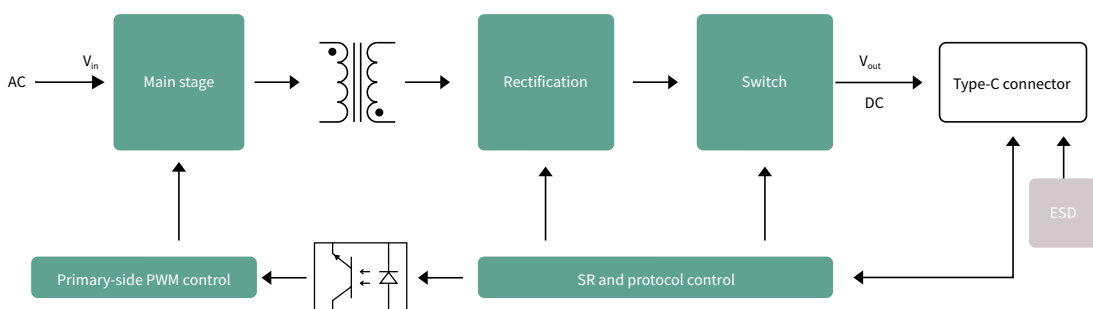 AC
Vin
Main stage
Rectification
Switch
Vout
DC
Type-C connector
ESD
Primary-side PWM control
SR and protocol control